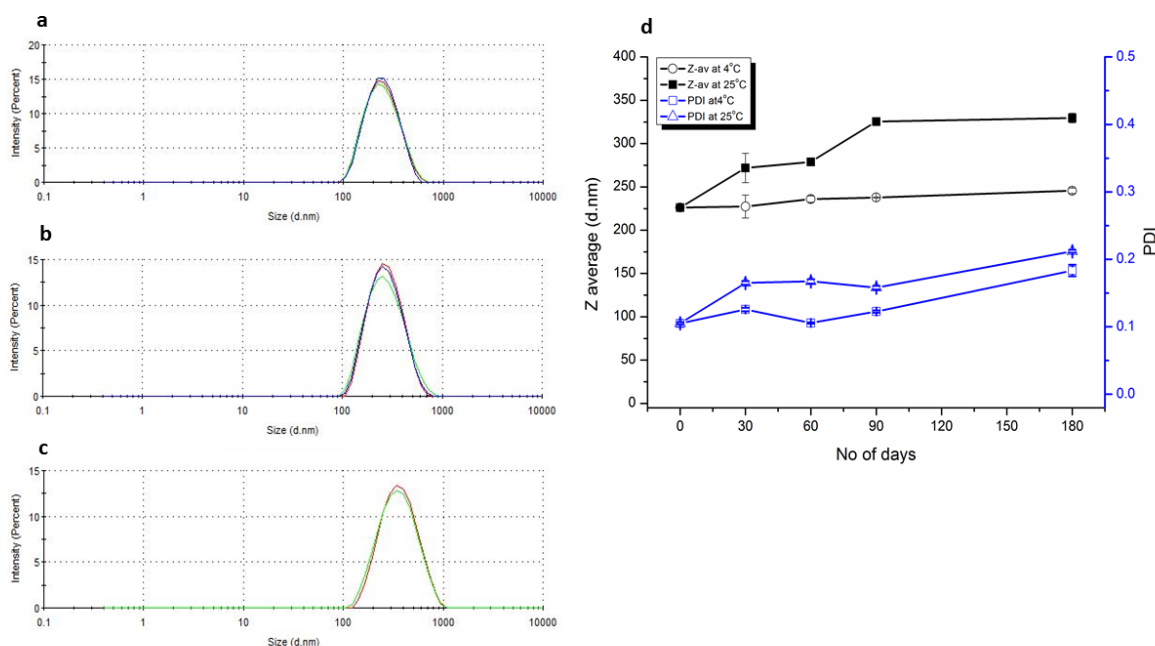 a
20
15
10
5
0
Intensity (Percent)
0.1 1 10 100 1000 10000
Size (d.nm)
b
15
10
5
0
Intensity (Percent)
0.1 1 10 100 1000 10000
Size (d.nm)
c
15
10
5
0
Intensity (Percent)
0.1 1 10 100 1000 10000
Size (d.nm)
d
Z-av at 4°C
Z-av at 25°C
PDI at4°C
PDI at 25°C
400
350
300
250
200
150
100
50
0
Z average (d.nm)
0 30 60 90 120 150 180
No of days
0.5
0.4
0.3
0.2
0.1
0.0
PDI